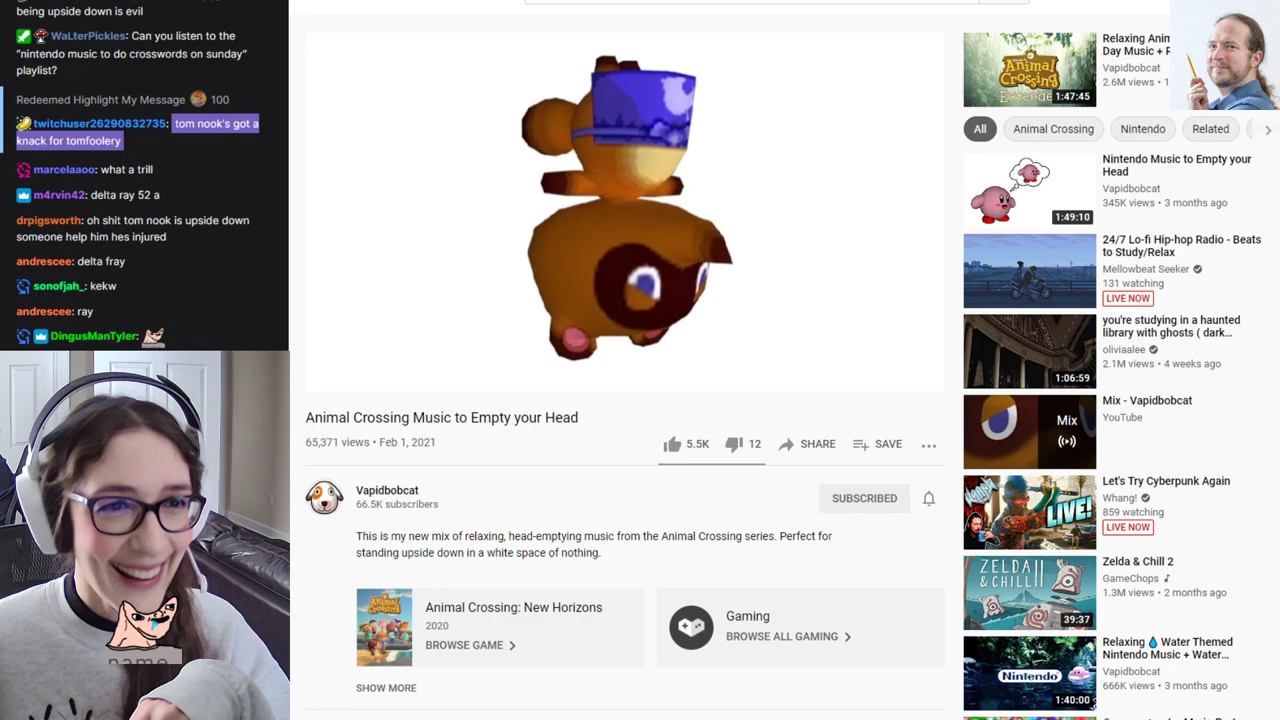 being upside down is evil
WaLterPickles: Can you listen to the
“nintendo music to do crosswords on sunday”
playlist?
Redeemed Highlight My Message 100
twitchuser26290832735: tom nook's got a
knack for tomfoolery
marcelaaoo: what a trill
m4rvin42: delta ray 52 a
drpigsworth: oh shit tom nook is upside down
someone help him hes injured
andrescee: delta fray
sonofjah_: kekw
andrescee: ray
DingusManTyler:
Animal Crossing Music to Empty your Head
65,371 views • Feb 1, 2021
5.5K
12
SHARE
SAVE
Vapidbobcat
66.5K subscribers
SUBSCRIBED
This is my new mix of relaxing, head-emptying music from the Animal Crossing series. Perfect for
standing upside down in a white space of nothing.
Animal Crossing: New Horizons
2020
BROWSE GAME
Gaming
BROWSE ALL GAMING
SHOW MORE
Relaxing Anim
Day Music + R
Vapidbobcat
2.6M views • 1
Animal
Crossing
Extende
1:47:45
All
Animal Crossing
Nintendo
Related
Nintendo Music to Empty your
Head
Vapidbobcat
345K views • 3 months ago
1:49:10
24/7 Lo-fi Hip-hop Radio - Beats
to Study/Relax
Mellowbeat Seeker
131 watching
LIVE NOW
you're studying in a haunted
library with ghosts ( dark...
oliviaalee
2.1M views • 4 weeks ago
1:06:59
Mix - Vapidbobcat
YouTube
Mix
Let's Try Cyberpunk Again
Whang!
859 watching
LIVE NOW
LIVE!
Zelda & Chill 2
GameChops
1.3M views • 2 months ago
ZELDA
& CHILL II
39:37
Relaxing 💧 Water Themed
Nintendo Music + Water...
Vapidbobcat
666K views • 3 months ago
Nintendo
1:40:00